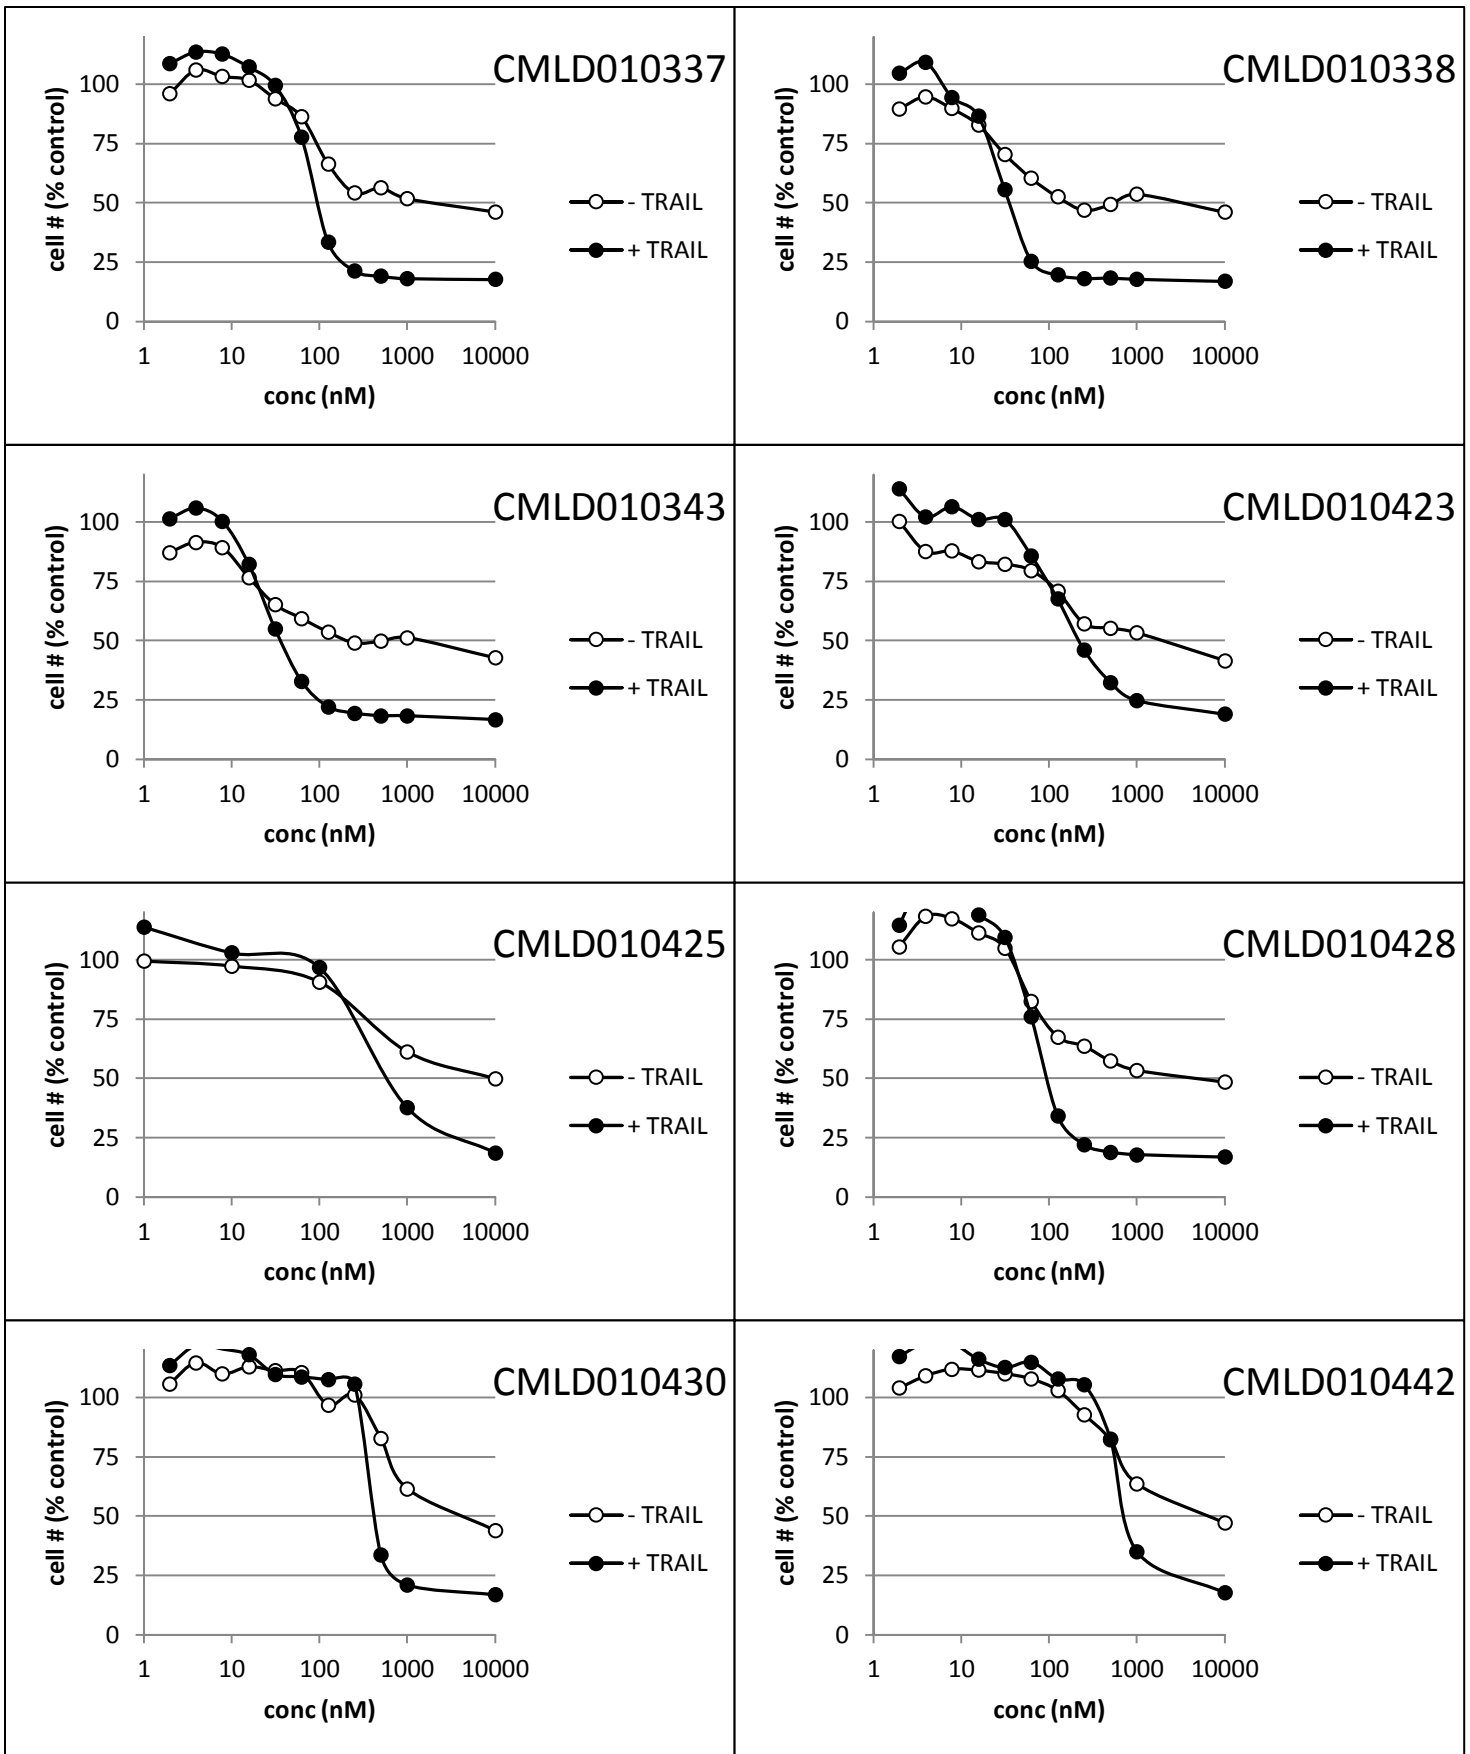 CMLD010337
100
75
50
25
0
cell # (% control)
1 10 100 1000 10000
conc (nM)
- TRAIL
+ TRAIL
CMLD010338
100
75
50
25
0
cell # (% control)
1 10 100 1000 10000
conc (nM)
- TRAIL
+ TRAIL
CMLD010343
100
75
50
25
0
cell # (% control)
1 10 100 1000 10000
conc (nM)
- TRAIL
+ TRAIL
CMLD010423
100
75
50
25
0
cell # (% control)
1 10 100 1000 10000
conc (nM)
- TRAIL
+ TRAIL
CMLD010425
100
75
50
25
0
cell # (% control)
1 10 100 1000 10000
conc (nM)
- TRAIL
+ TRAIL
CMLD010428
100
75
50
25
0
cell # (% control)
1 10 100 1000 10000
conc (nM)
- TRAIL
+ TRAIL
CMLD010430
100
75
50
25
0
cell # (% control)
1 10 100 1000 10000
conc (nM)
- TRAIL
+ TRAIL
CMLD010442
100
75
50
25
0
cell # (% control)
1 10 100 1000 10000
conc (nM)
- TRAIL
+ TRAIL